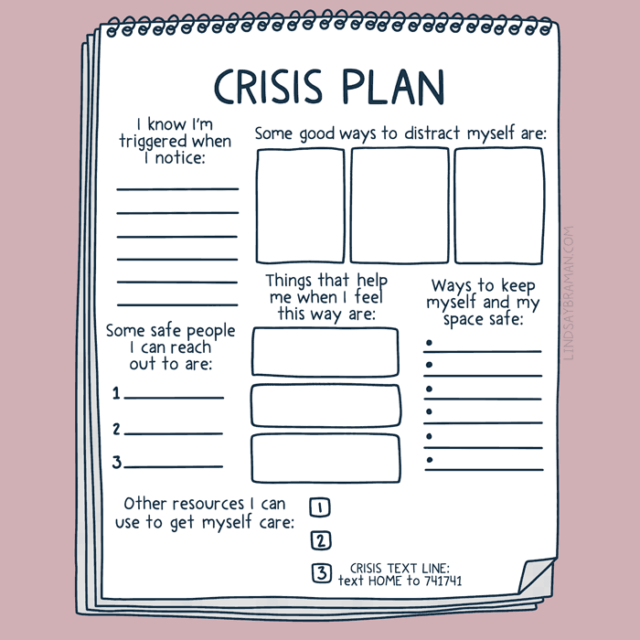 CRISIS PLAN
I know I'm
triggered when
I notice:
Some good ways to distract myself are:
Things that help
me when I feel
this way are:
Ways to keep
myself and my
space safe:
Some safe people
I can reach
out to are:
1
2
3
Other resources I can
use to get myself care:
1
2
3 CRISIS TEXT LINE:
text HOME to 741741
LINDSAYBRAMAN.COM